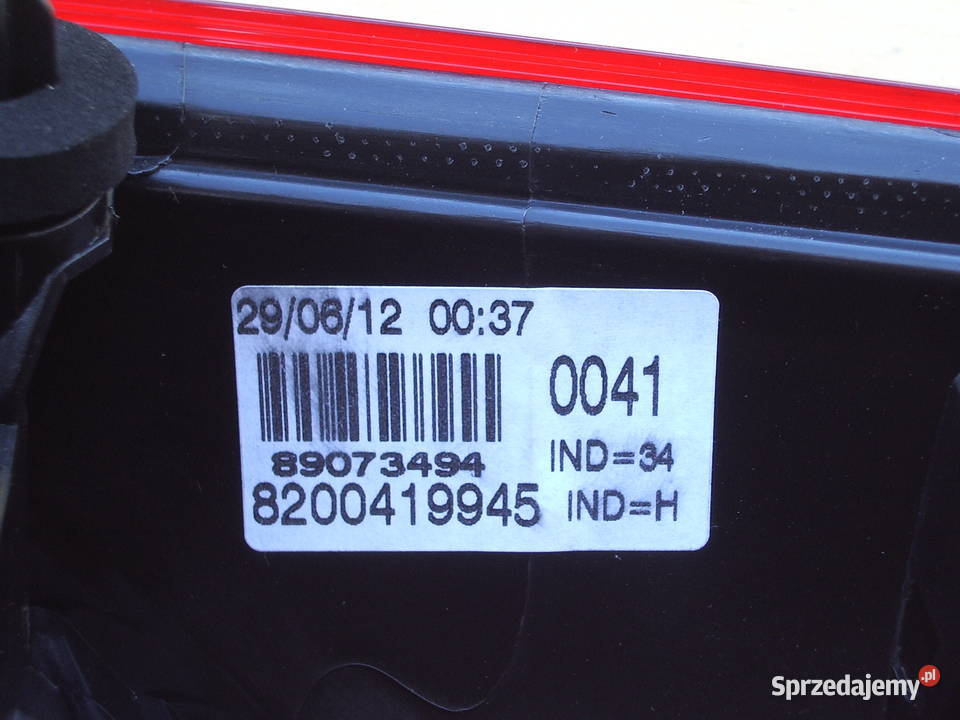 29/06/12 00:37
0041
89073494
IND=34
8200419945 IND=H
Sprzedajemy.pl